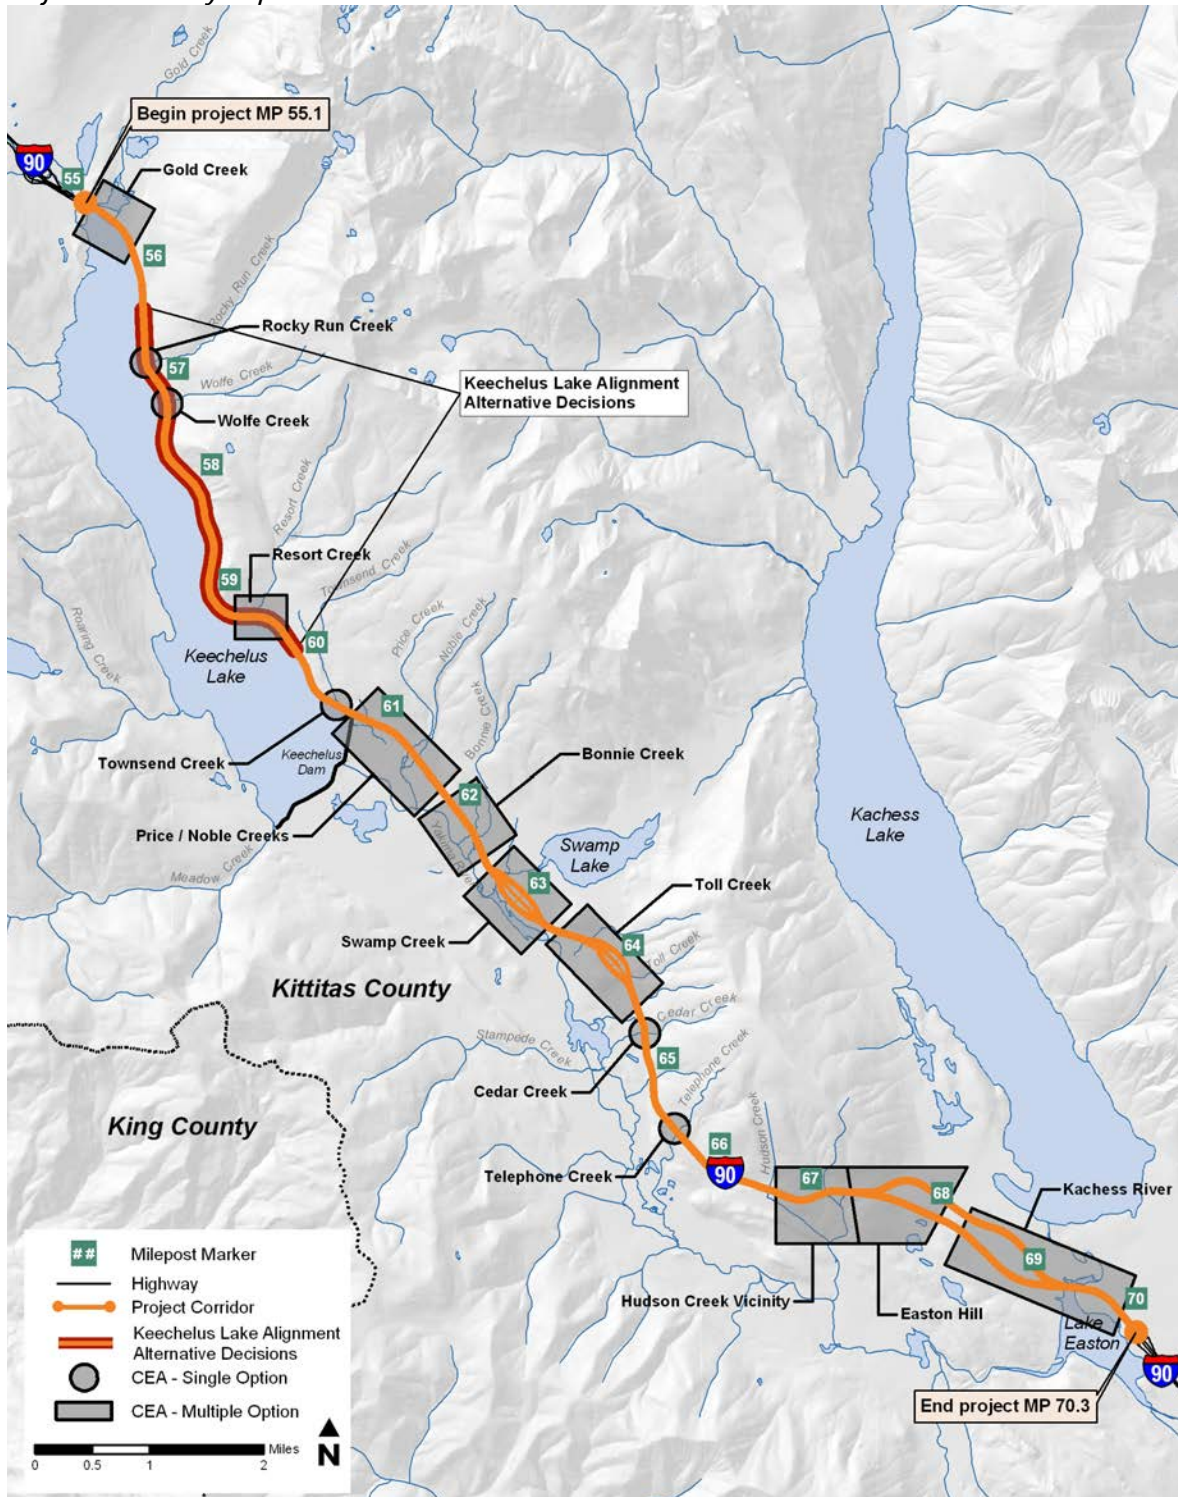 Gold Creek
Begin project MP 55.1
90
55
Gold Creek
56
Rocky Run Creek
Rocky Run Creek
57
Wolfe Creek
Keechelus Lake Alignment
Alternative Decisions
Wolfe Creek
58
Resort Creek
Resort Creek
59
Townsend Creek
Roaring Creek
Price Creek
Noble Creek
60
Keechelus
Lake
61
Bonnie Creek
Townsend Creek
Keechelus
Dam
Bonnie Creek
62
Price / Noble Creeks
Yakima River
Swamp
Lake
Kachess
Lake
Meadow Creek
63
Toll Creek
Swamp Creek
64
Toll Creek
Kittitas County
Cedar Creek
Stampede Creek
65
Telephone Creek
Cedar Creek
King County
Hudson Creek
66
90
Telephone Creek
67
68
Kachess River
69
Hudson Creek Vicinity
Easton Hill
70
Lake
Easton
90
End project MP 70.3
## Milepost Marker
Highway
Project Corridor
Keechelus Lake Alignment
Alternative Decisions
CEA - Single Option
CEA - Multiple Option
N
Miles
0 0.5 1 2